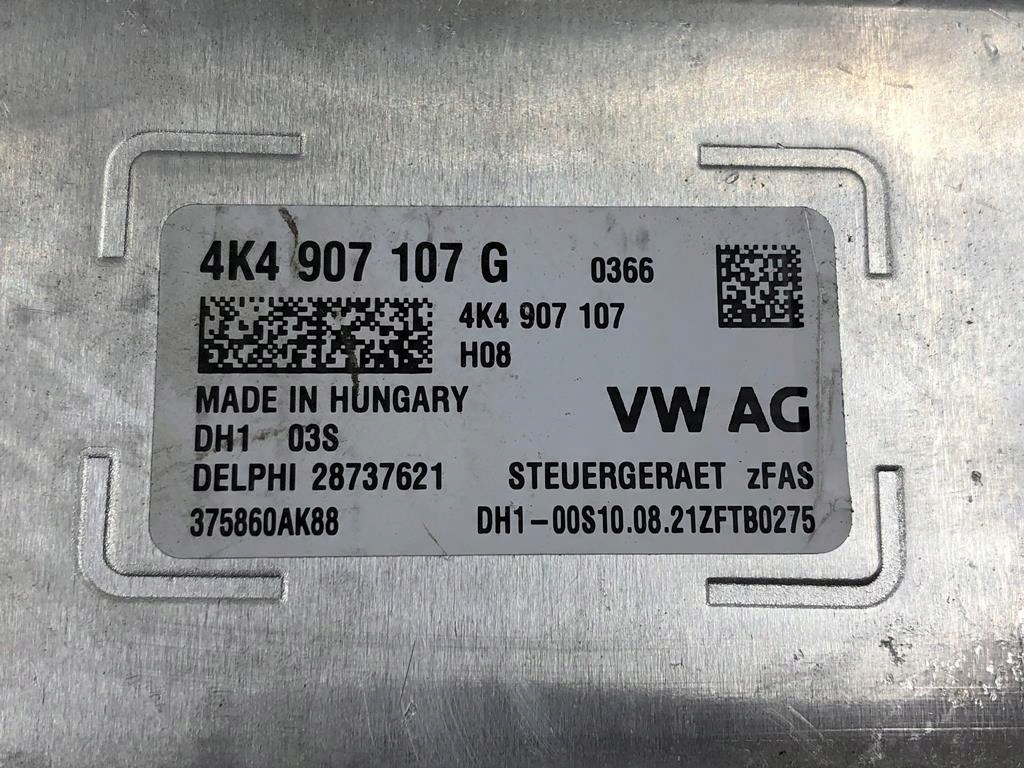 4K4 907 107 G 0366
4K4 907 107
H08
MADE IN HUNGARY
VW AG
DH1 03S
DELPHI 28737621 STEUERGERAET zFAS
375860AK88 DH1-00S10.08.21ZFTB0275